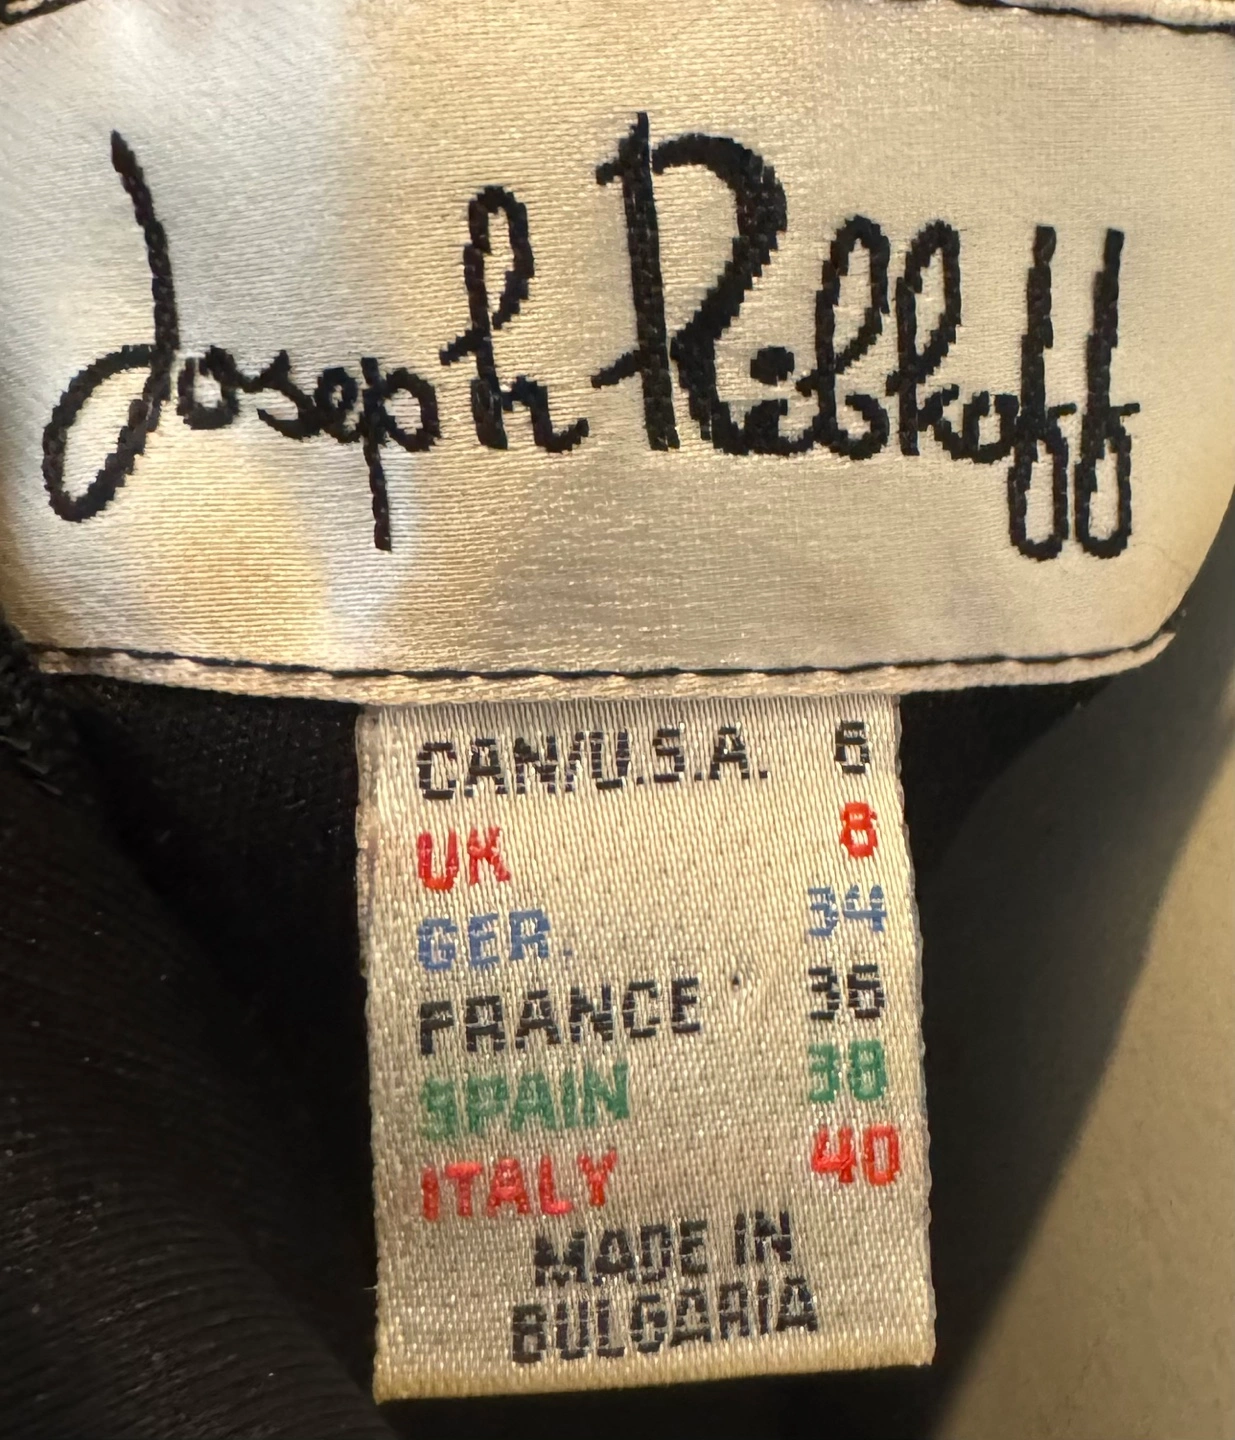 Joseph Ribkoff
CAN/U.S.A. 6
UK 8
GER. 34
FRANCE 36
SPAIN 38
ITALY 40
MADE IN
BULGARIA